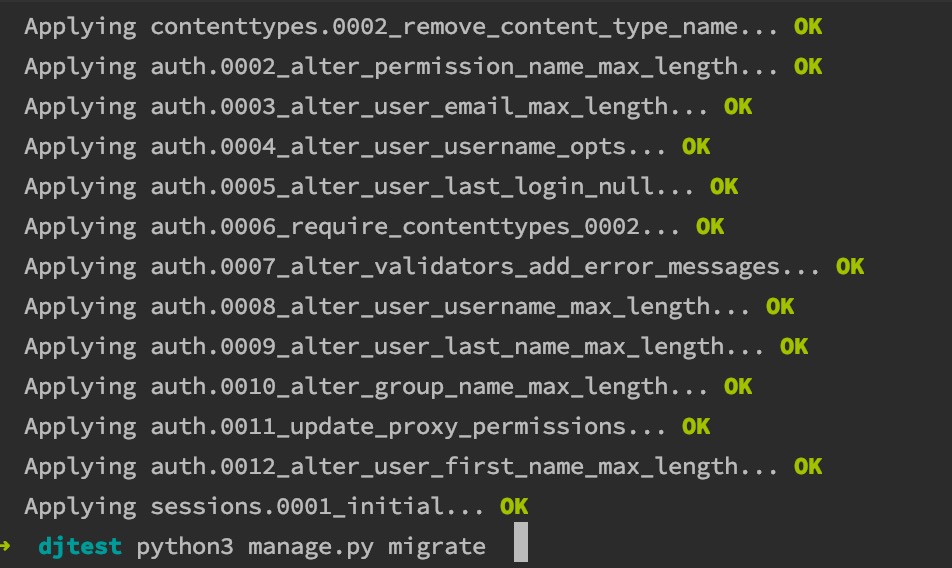 Applying contenttypes.0002_remove_content_type_name... OK
Applying auth.0002_alter_permission_name_max_length... OK
Applying auth.0003_alter_user_email_max_length... OK
Applying auth.0004_alter_user_username_opts... OK
Applying auth.0005_alter_user_last_login_null... OK
Applying auth.0006_require_contenttypes_0002... OK
Applying auth.0007_alter_validators_add_error_messages... OK
Applying auth.0008_alter_user_username_max_length... OK
Applying auth.0009_alter_user_last_name_max_length... OK
Applying auth.0010_alter_group_name_max_length... OK
Applying auth.0011_update_proxy_permissions... OK
Applying auth.0012_alter_user_first_name_max_length... OK
Applying sessions.0001_initial... OK
➜ djtest python3 manage.py migrate